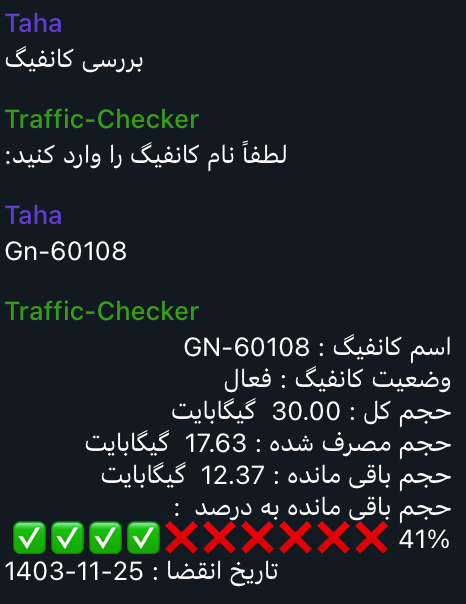 Taha
بررسی کانفیگ
Traffic-Checker
لطفاً نام کانفیگ را وارد کنید:
Taha
Gn-60108
Traffic-Checker
اسم کانفیگ : GN-60108
وضعیت کانفیگ : فعال
حجم کل : 30.00 گیگابایت
حجم مصرف شده : 17.63 گیگابایت
حجم باقی مانده : 12.37 گیگابایت
حجم باقی مانده به درصد :
✅✅✅✅❌❌❌❌❌❌ 41%
تاریخ انقضا : 1403-11-25